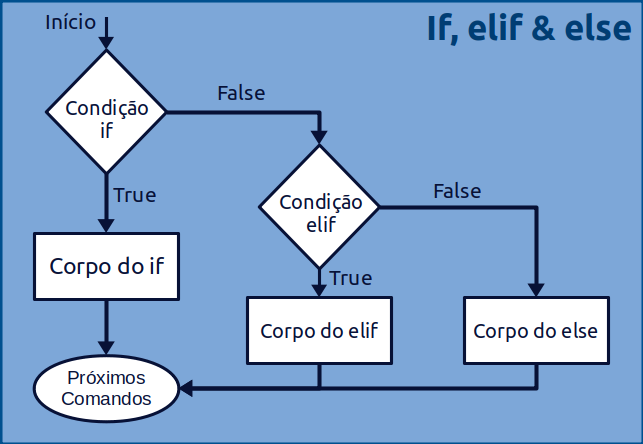 If, elif & else
Início
Condição
if
False
True
Condição
elif
False
True
Corpo do if
Corpo do elif
Corpo do else
Próximos
Comandos